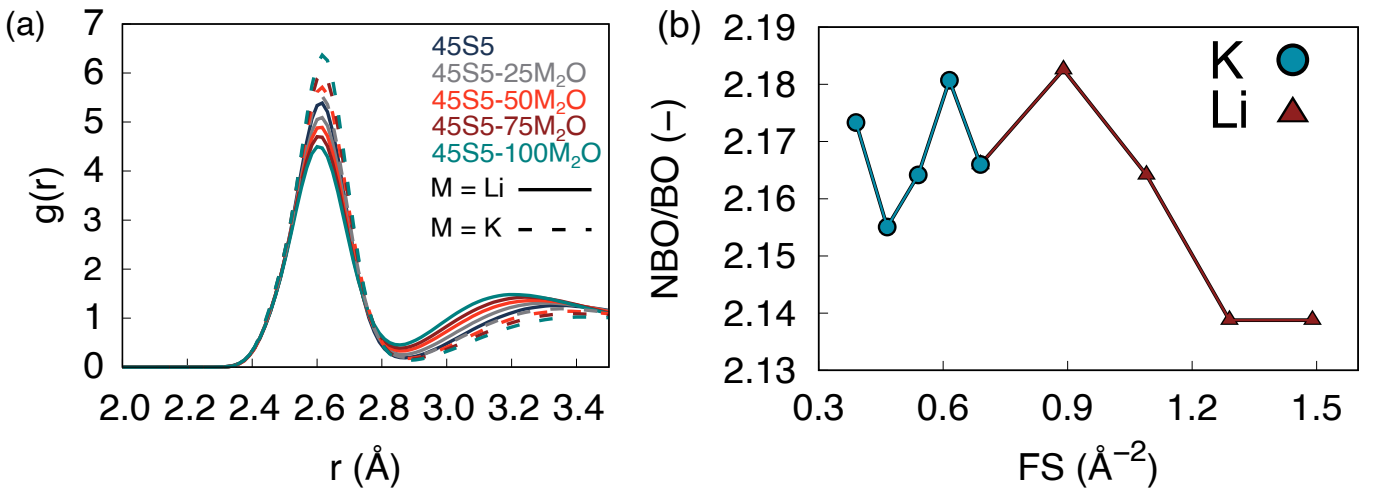 (a)
7
6
5
4
3
2
1
0
g(r)
2.0 2.2 2.4 2.6 2.8 3.0 3.2 3.4
r (Å)
45S5
45S5-25M₂O
45S5-50M₂O
45S5-75M₂O
45S5-100M₂O
M = Li
M = K
(b)
2.19
2.18
2.17
2.16
2.15
2.14
2.13
NBO/BO (−)
0.3 0.6 0.9 1.2 1.5
FS (Å⁻²)
K
Li